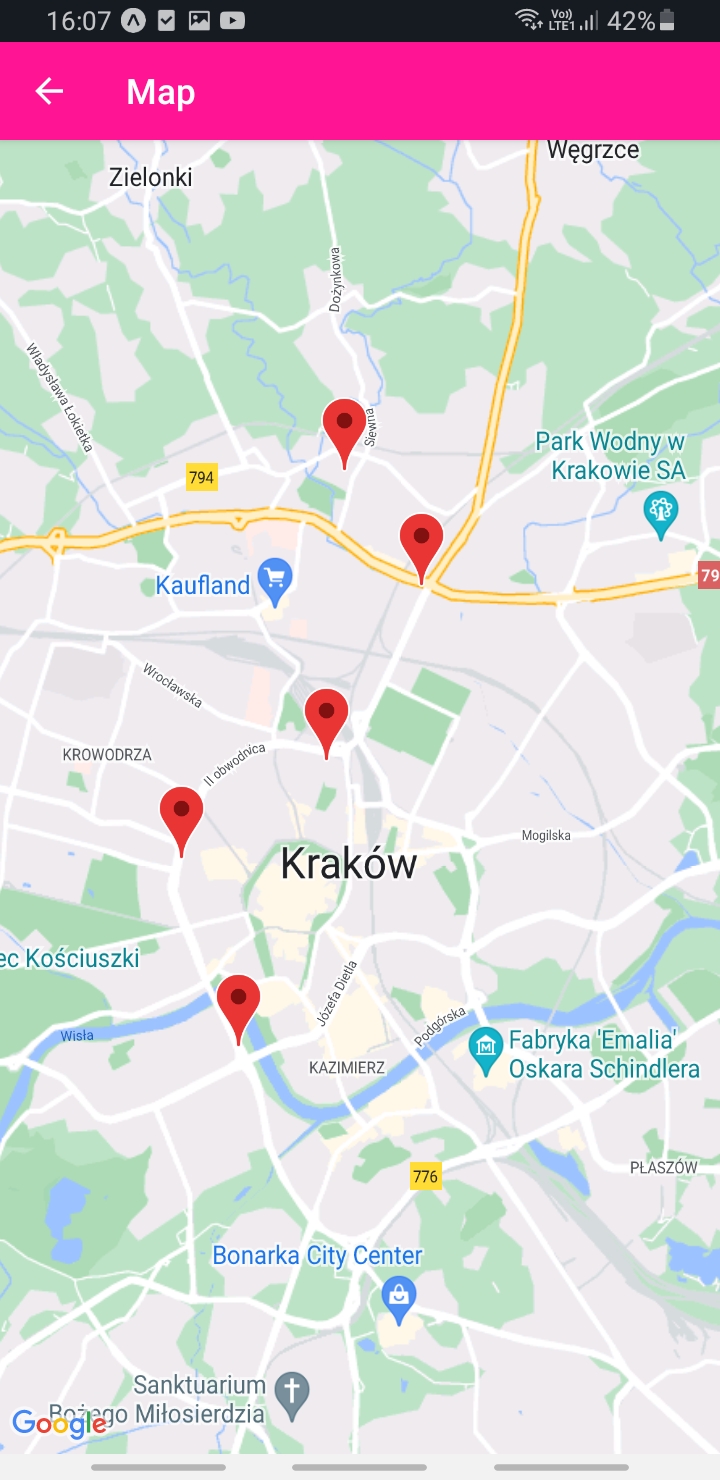 16:07
Vo))
LTE1
42%
Map
Węgrzce
Zielonki
Dożynkowa
Władysława Łokietka
Siewna
Park Wodny w
Krakowie SA
794
79
Kaufland
Wrocławska
II obwodnica
KROWODRZA
Mogilska
Kraków
ec Kościuszki
Józefa Dietla
Podgórska
Wisła
Fabryka 'Emalia'
Oskara Schindlera
KAZIMIERZ
PŁASZÓW
776
Bonarka City Center
Sanktuarium
Bożego Miłosierdzia
Google